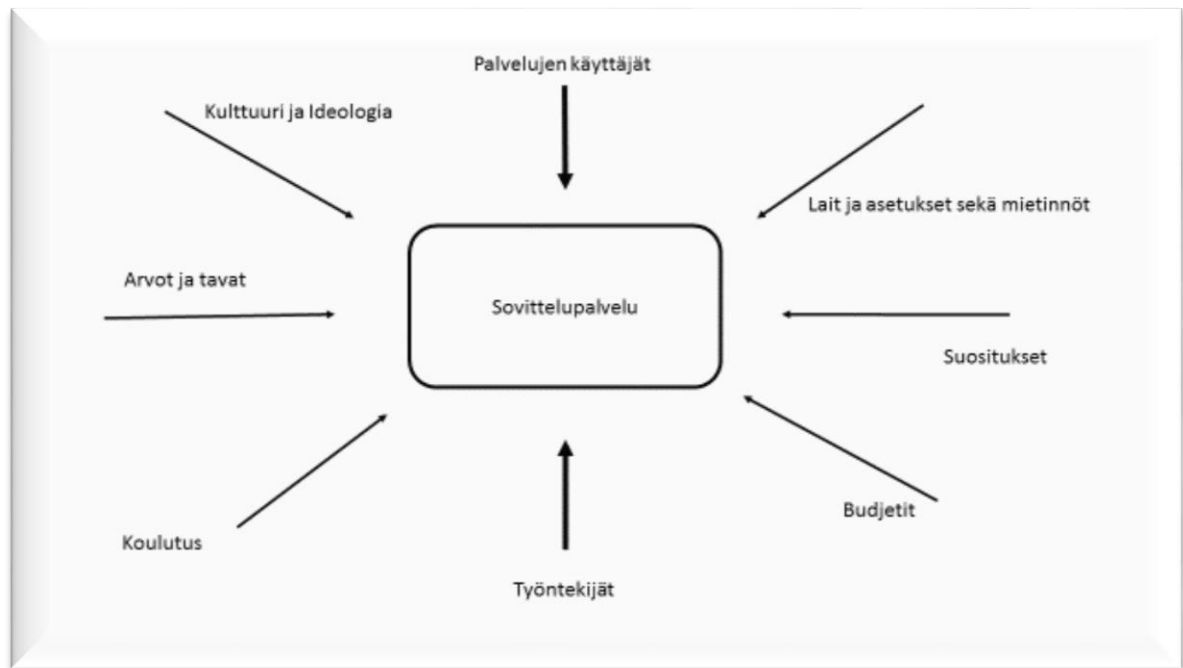 Palvelujen käyttäjät
Kulttuuri ja Ideologia
Lait ja asetukset sekä mietinnöt
Arvot ja tavat
Sovittelupalvelu
Suositukset
Budjetit
Koulutus
Työntekijät